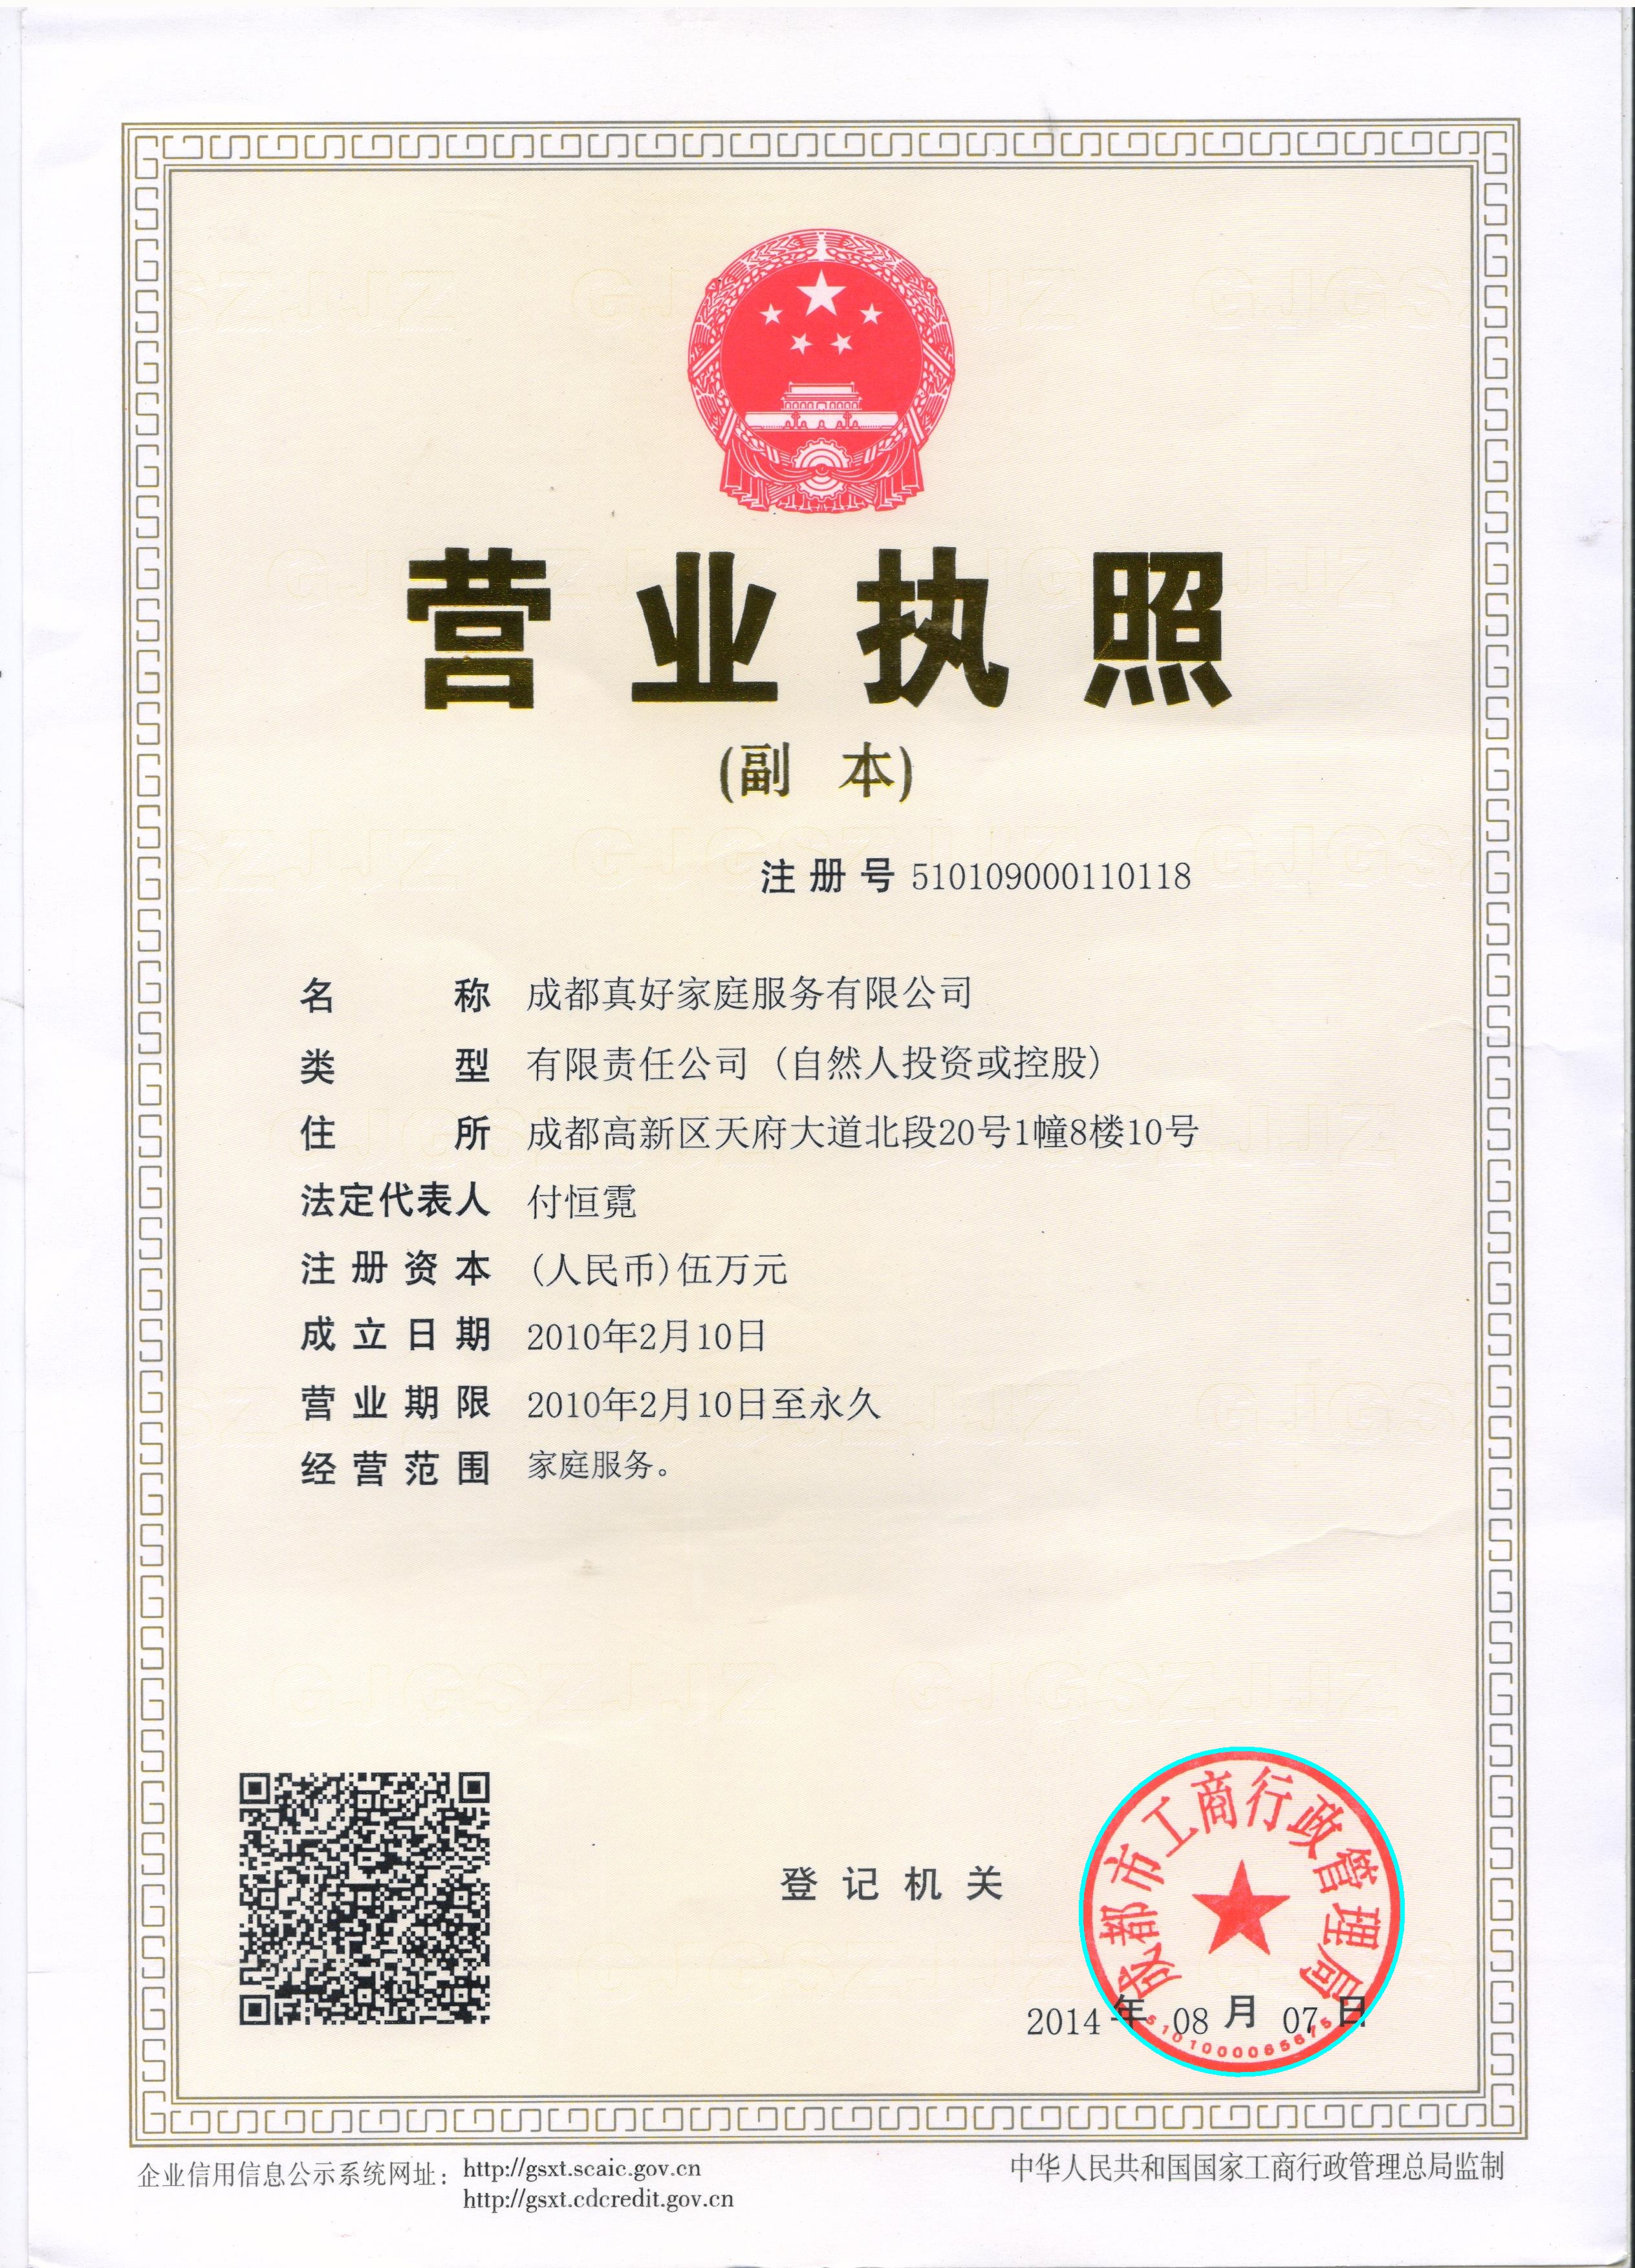 营业执照
(副 本)
注册号 510109000110118
名称 成都真好家庭服务有限公司
类型 有限责任公司 (自然人投资或控股)
住所 成都高新区天府大道北段20号1幢8楼10号
法定代表人 付恒霓
注册资本 (人民币)伍万元
成立日期 2010年2月10日
营业期限 2010年2月10日至永久
经营范围 家庭服务。
成都市工商行政管理局
登记机关
2014年08月07日
企业信用信息公示系统网址: http://gsxt.scaic.gov.cn
http://gsxt.cdcredit.gov.cn
中华人民共和国国家工商行政管理总局监制